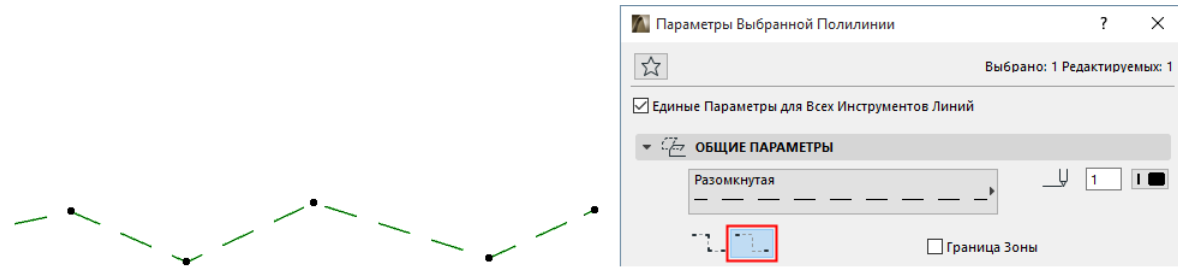 Параметры Выбранной Полилинии ? ×
Выбрано: 1 Редактируемых: 1
Единые Параметры для Всех Инструментов Линий
ОБЩИЕ ПАРАМЕТРЫ
Разомкнутая 1
Граница Зоны